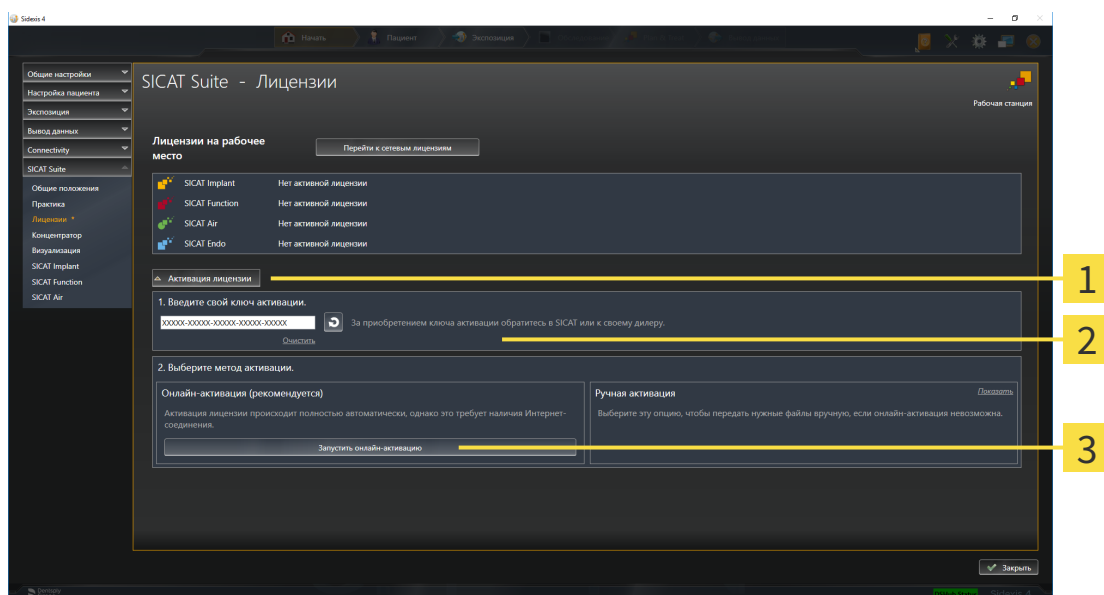 Sidexis 4
Начать
Пациент
Экспозиция
Общие настройки
Настройка пациента
Экспозиция
Вывод данных
Connectivity
SICAT Suite
Общие положения
Практика
Лицензии *
Концентратор
Визуализация
SICAT Implant
SICAT Function
SICAT Air
SICAT Suite - Лицензии
Рабочая станция
Лицензии на рабочее
место
Перейти к сетевым лицензиям
SICAT Implant Нет активной лицензии
SICAT Function Нет активной лицензии
SICAT Air Нет активной лицензии
SICAT Endo Нет активной лицензии
Активация лицензии
1
1. Введите свой ключ активации.
XXXXX-XXXXX-XXXXX-XXXXX-XXXXX
За приобретением ключа активации обратитесь в SICAT или к своему дилеру.
Очистить
2
2. Выберите метод активации.
Онлайн-активация (рекомендуется)
Активация лицензии происходит полностью автоматически, однако это требует наличия Интернет-
соединения.
Запустить онлайн-активацию
Ручная активация
Показать
Выберите эту опцию, чтобы передать нужные файлы вручную, если онлайн-активация невозможна.
3
Закрыть
Sidexis 4